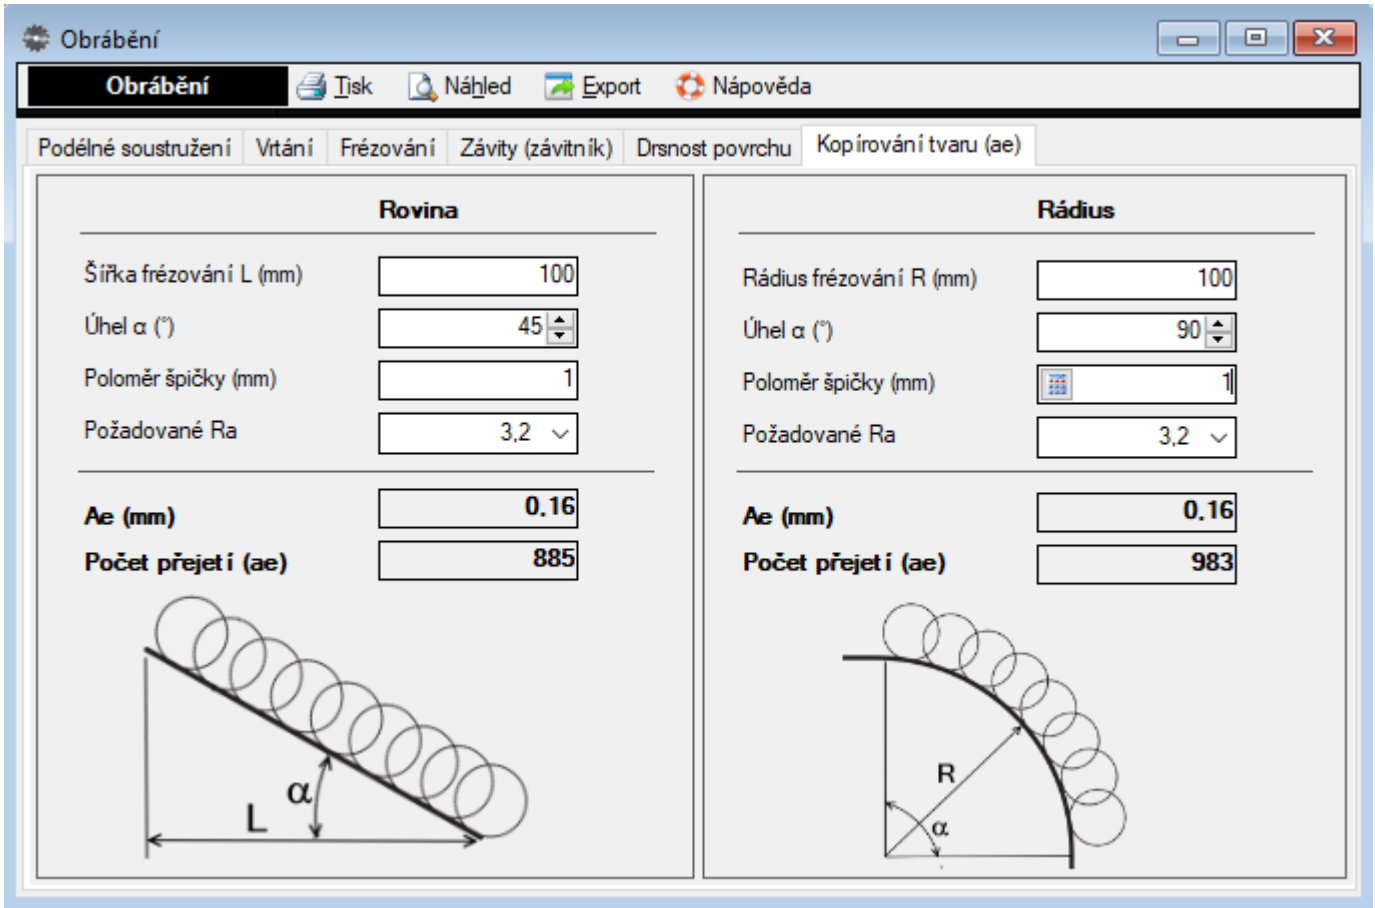 Obrábění
Obrábění Tisk Náhled Export Nápověda
Podélné soustružení Vrtání Frézování Závity (závitník) Drsnost povrchu Kopírování tvaru (ae)
Rovina
Šířka frézování L (mm) 100
Úhel α (°) 45
Poloměr špičky (mm) 1
Požadované Ra 3,2
Ae (mm) 0,16
Počet přejetí (ae) 885
α
L
Rádius
Rádius frézování R (mm) 100
Úhel α (°) 90
Poloměr špičky (mm) 1
Požadované Ra 3,2
Ae (mm) 0,16
Počet přejetí (ae) 983
R
α